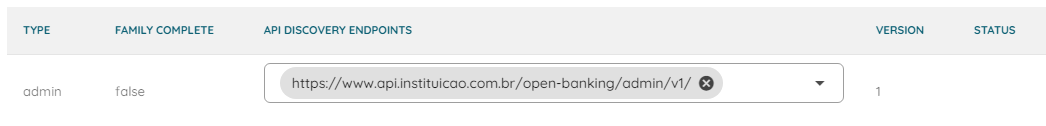 TYPE FAMILY COMPLETE API DISCOVERY ENDPOINTS VERSION STATUS
admin false https://www.api.instituicao.com.br/open-banking/admin/v1/ 1